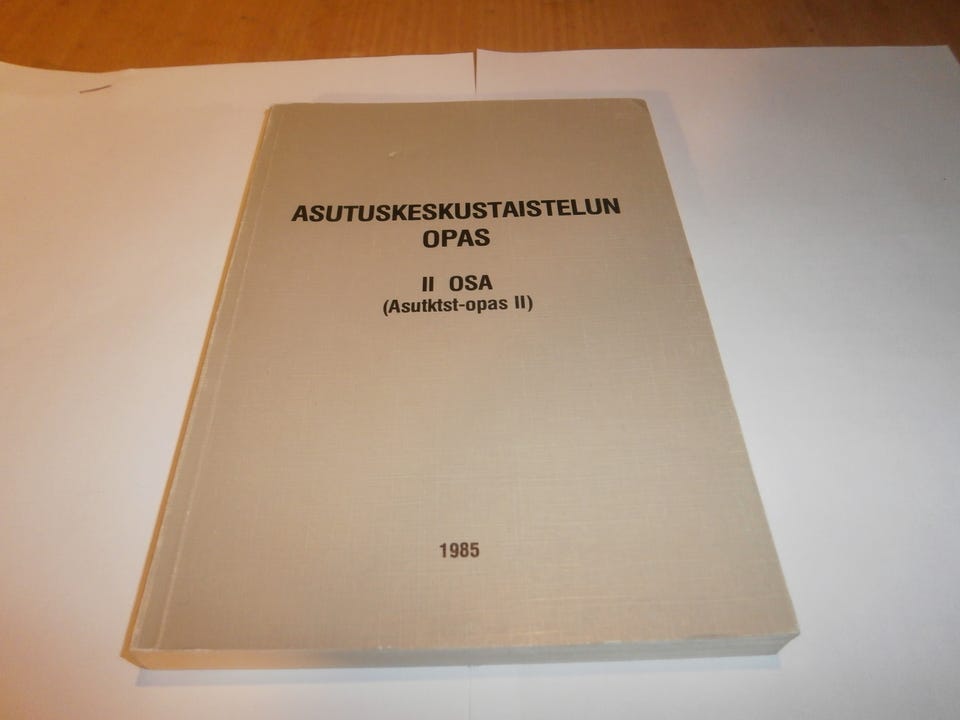 ASUTUSKESKUSTAISTELUN
OPAS
II OSA
(Asutktst-opas II)
1985